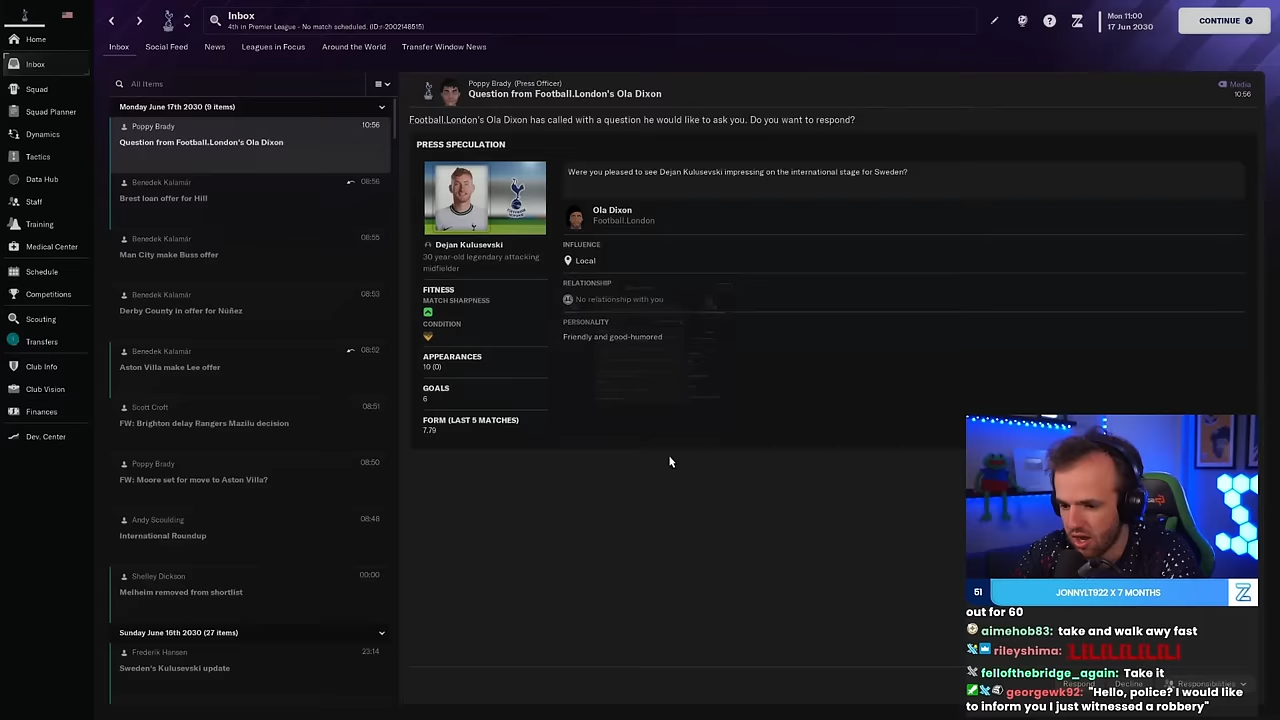 Inbox
4th in Premier League - No match scheduled. (ID:r-2002148515)
Mon 11:00
17 Jun 2030
CONTINUE
Home
Inbox
Squad
Squad Planner
Dynamics
Tactics
Data Hub
Staff
Training
Medical Center
Schedule
Competitions
Scouting
Transfers
Club Info
Club Vision
Finances
Dev. Center
Inbox
Social Feed
News
Leagues in Focus
Around the World
Transfer Window News
All Items
Monday June 17th 2030 (9 items)
Poppy Brady
10:56
Question from Football.London's Ola Dixon
Benedek Kalamár
08:56
Brest loan offer for Hill
Benedek Kalamár
08:55
Man City make Buss offer
Benedek Kalamár
08:53
Derby County in offer for Núñez
Benedek Kalamár
08:52
Aston Villa make Lee offer
Scott Croft
08:51
FW: Brighton delay Rangers Mazilu decision
Poppy Brady
08:50
FW: Moore set for move to Aston Villa?
Andy Scoulding
08:48
International Roundup
Shelley Dickson
00:00
Melheim removed from shortlist
Sunday June 16th 2030 (27 items)
Frederik Hansen
23:14
Sweden's Kulusevski update
Poppy Brady (Press Officer)
Question from Football.London's Ola Dixon
Media
10:56
Football.London's Ola Dixon has called with a question he would like to ask you. Do you want to respond?
PRESS SPECULATION
Dejan Kulusevski
30 year-old legendary attacking
midfielder
FITNESS
MATCH SHARPNESS
CONDITION
APPEARANCES
10 (0)
GOALS
6
FORM (LAST 5 MATCHES)
7.79
Were you pleased to see Dejan Kulusevski impressing on the international stage for Sweden?
Ola Dixon
Football.London
INFLUENCE
Local
RELATIONSHIP
No relationship with you
PERSONALITY
Friendly and good-humored
Respond
Decline
Responsibilities
51
JONNYLT922 X 7 MONTHS
out for 60
aimehob83: take and walk awy fast
rileyshima:
fellofthebridge_again: Take it
georgewk92: "Hello, police? I would like
to inform you I just witnessed a robbery"